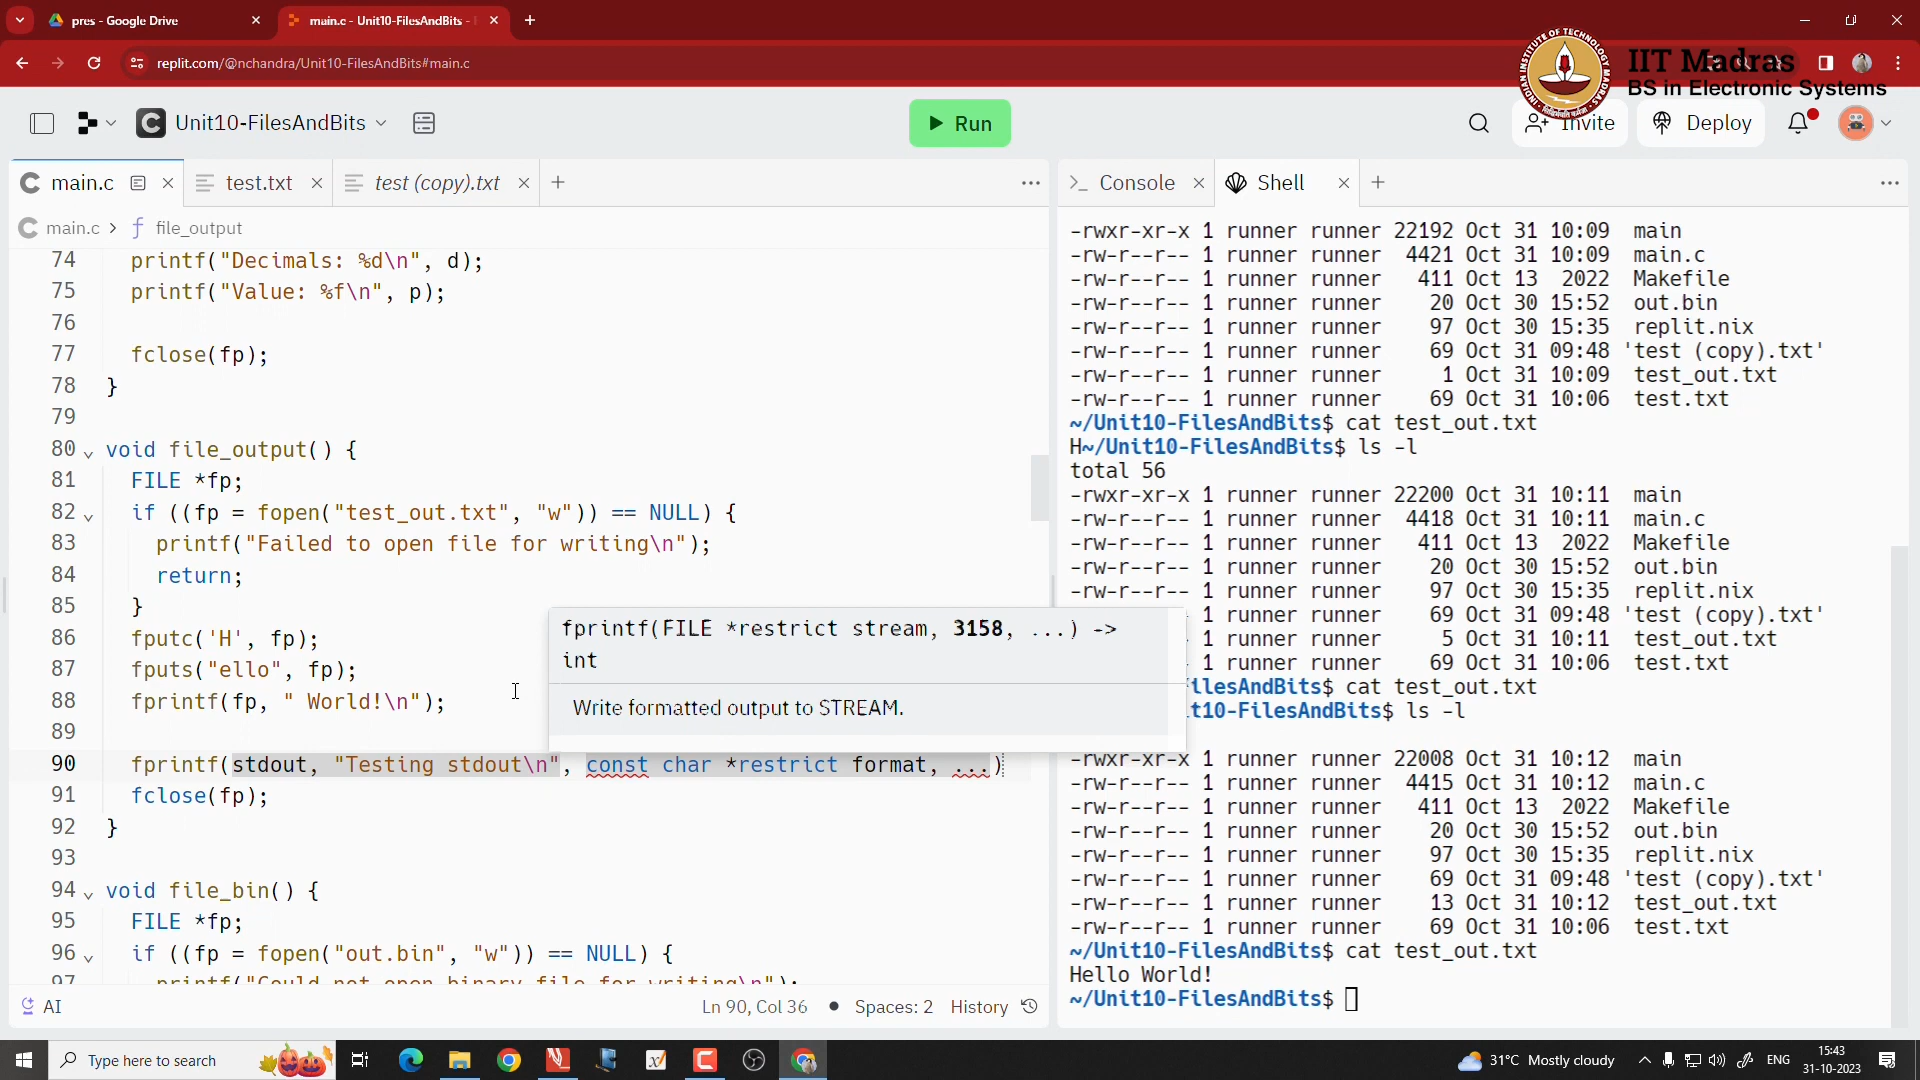 pres - Google Drive
main.c - Unit10-FilesAndBits -
replit.com/@nchandra/Unit10-FilesAndBits#main.c
IIT Madras
BS in Electronic Systems
Unit10-FilesAndBits
Run
Invite
Deploy
main.c
test.txt
test (copy).txt
Console
Shell
main.c > file_output
74 printf("Decimals: %d\n", d);
75 printf("Value: %f\n", p);
76
77 fclose(fp);
78 }
79
80 void file_output() {
81 FILE *fp;
82 if ((fp = fopen("test_out.txt", "w")) == NULL) {
83 printf("Failed to open file for writing\n");
84 return;
85 }
86 fputc('H', fp);
87 fputs("ello", fp);
88 fprintf(fp, " World!\n");
89
90 fprintf(stdout, "Testing stdout\n", const char *restrict format, ...)
91 fclose(fp);
92 }
93
94 void file_bin() {
95 FILE *fp;
96 if ((fp = fopen("out.bin", "w")) == NULL) {
97 printf("Could not open binary file for writing\n");
fprintf(FILE *restrict stream, 3158, ...) ->
int
Write formatted output to STREAM.
AI
Ln 90, Col 36
Spaces: 2
History
-rwxr-xr-x 1 runner runner 22192 Oct 31 10:09 main
-rw-r--r-- 1 runner runner 4421 Oct 31 10:09 main.c
-rw-r--r-- 1 runner runner 411 Oct 13 2022 Makefile
-rw-r--r-- 1 runner runner 20 Oct 30 15:52 out.bin
-rw-r--r-- 1 runner runner 97 Oct 30 15:35 replit.nix
-rw-r--r-- 1 runner runner 69 Oct 31 09:48 'test (copy).txt'
-rw-r--r-- 1 runner runner 1 Oct 31 10:09 test_out.txt
-rw-r--r-- 1 runner runner 69 Oct 31 10:06 test.txt
~/Unit10-FilesAndBits$ cat test_out.txt
H~/Unit10-FilesAndBits$ ls -l
total 56
-rwxr-xr-x 1 runner runner 22200 Oct 31 10:11 main
-rw-r--r-- 1 runner runner 4418 Oct 31 10:11 main.c
-rw-r--r-- 1 runner runner 411 Oct 13 2022 Makefile
-rw-r--r-- 1 runner runner 20 Oct 30 15:52 out.bin
-rw-r--r-- 1 runner runner 97 Oct 30 15:35 replit.nix
1 runner runner 69 Oct 31 09:48 'test (copy).txt'
1 runner runner 5 Oct 31 10:11 test_out.txt
1 runner runner 69 Oct 31 10:06 test.txt
ilesAndBits$ cat test_out.txt
t10-FilesAndBits$ ls -l
-rwxr-xr-x 1 runner runner 22008 Oct 31 10:12 main
-rw-r--r-- 1 runner runner 4415 Oct 31 10:12 main.c
-rw-r--r-- 1 runner runner 411 Oct 13 2022 Makefile
-rw-r--r-- 1 runner runner 20 Oct 30 15:52 out.bin
-rw-r--r-- 1 runner runner 97 Oct 30 15:35 replit.nix
-rw-r--r-- 1 runner runner 69 Oct 31 09:48 'test (copy).txt'
-rw-r--r-- 1 runner runner 13 Oct 31 10:12 test_out.txt
-rw-r--r-- 1 runner runner 69 Oct 31 10:06 test.txt
~/Unit10-FilesAndBits$ cat test_out.txt
Hello World!
~/Unit10-FilesAndBits$
Type here to search
31°C Mostly cloudy
ENG
15:43
31-10-2023